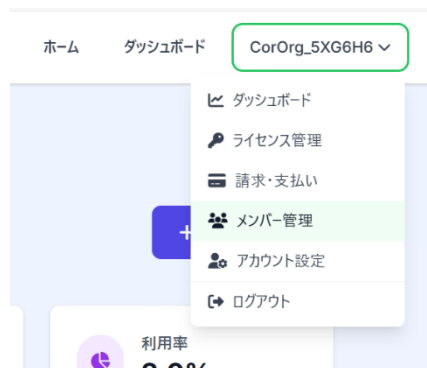 ホーム ダッシュボード CorOrg_5XG6H6
ダッシュボード
ライセンス管理
請求・支払い
メンバー管理
+
アカウント設定
ログアウト
利用率